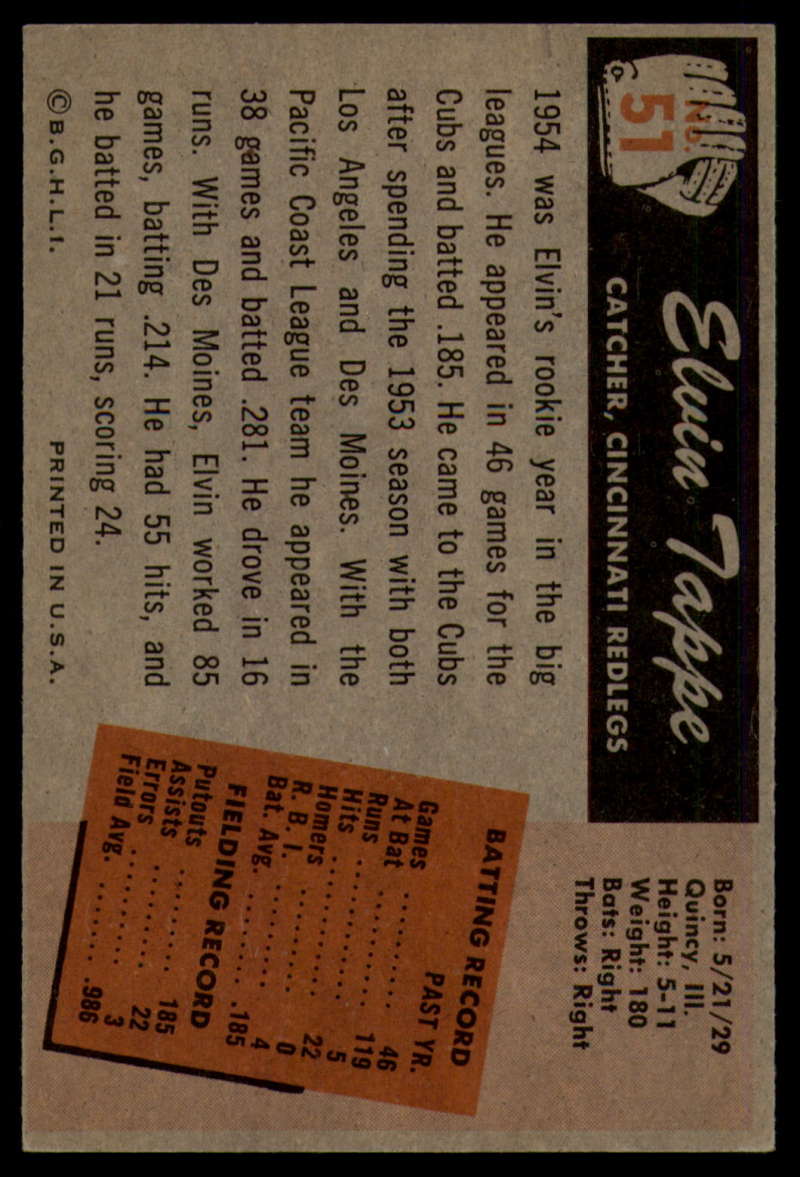 No.
51
Elvin Tappe
CATCHER, CINCINNATI REDLEGS
1954 was Elvin's rookie year in the big
leagues. He appeared in 46 games for the
Cubs and batted .185. He came to the Cubs
after spending the 1953 season with both
Los Angeles and Des Moines. With the
Pacific Coast League team he appeared in
38 games and batted .281. He drove in 16
runs. With Des Moines, Elvin worked 85
games, batting .214. He had 55 hits, and
he batted in 21 runs, scoring 24.
© B.G.H.L.I. PRINTED IN U.S.A.
Born: 5/21/29
Quincy, Ill.
Height: 5-11
Weight: 180
Bats: Right
Throws: Right
BATTING RECORD
PAST YR.
Games .......... 46
At Bat .......... 119
Runs .......... 5
Hits .......... 22
Homers .......... 0
R. B. I. .......... 4
Bat. Avg. ........ .185
FIELDING RECORD
Putouts .......... 185
Assists .......... 22
Errors .......... 3
Field Avg. ....... .986